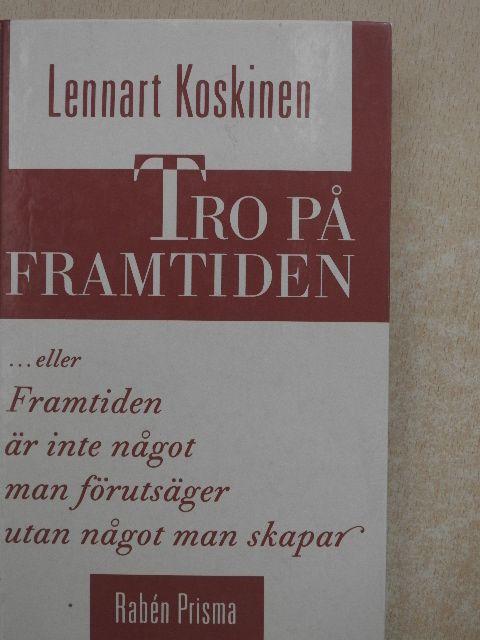 Lennart Koskinen
TRO PÅ
FRAMTIDEN
...eller
Framtiden
är inte något
man förutsäger
utan något man skapar
Rabén Prisma